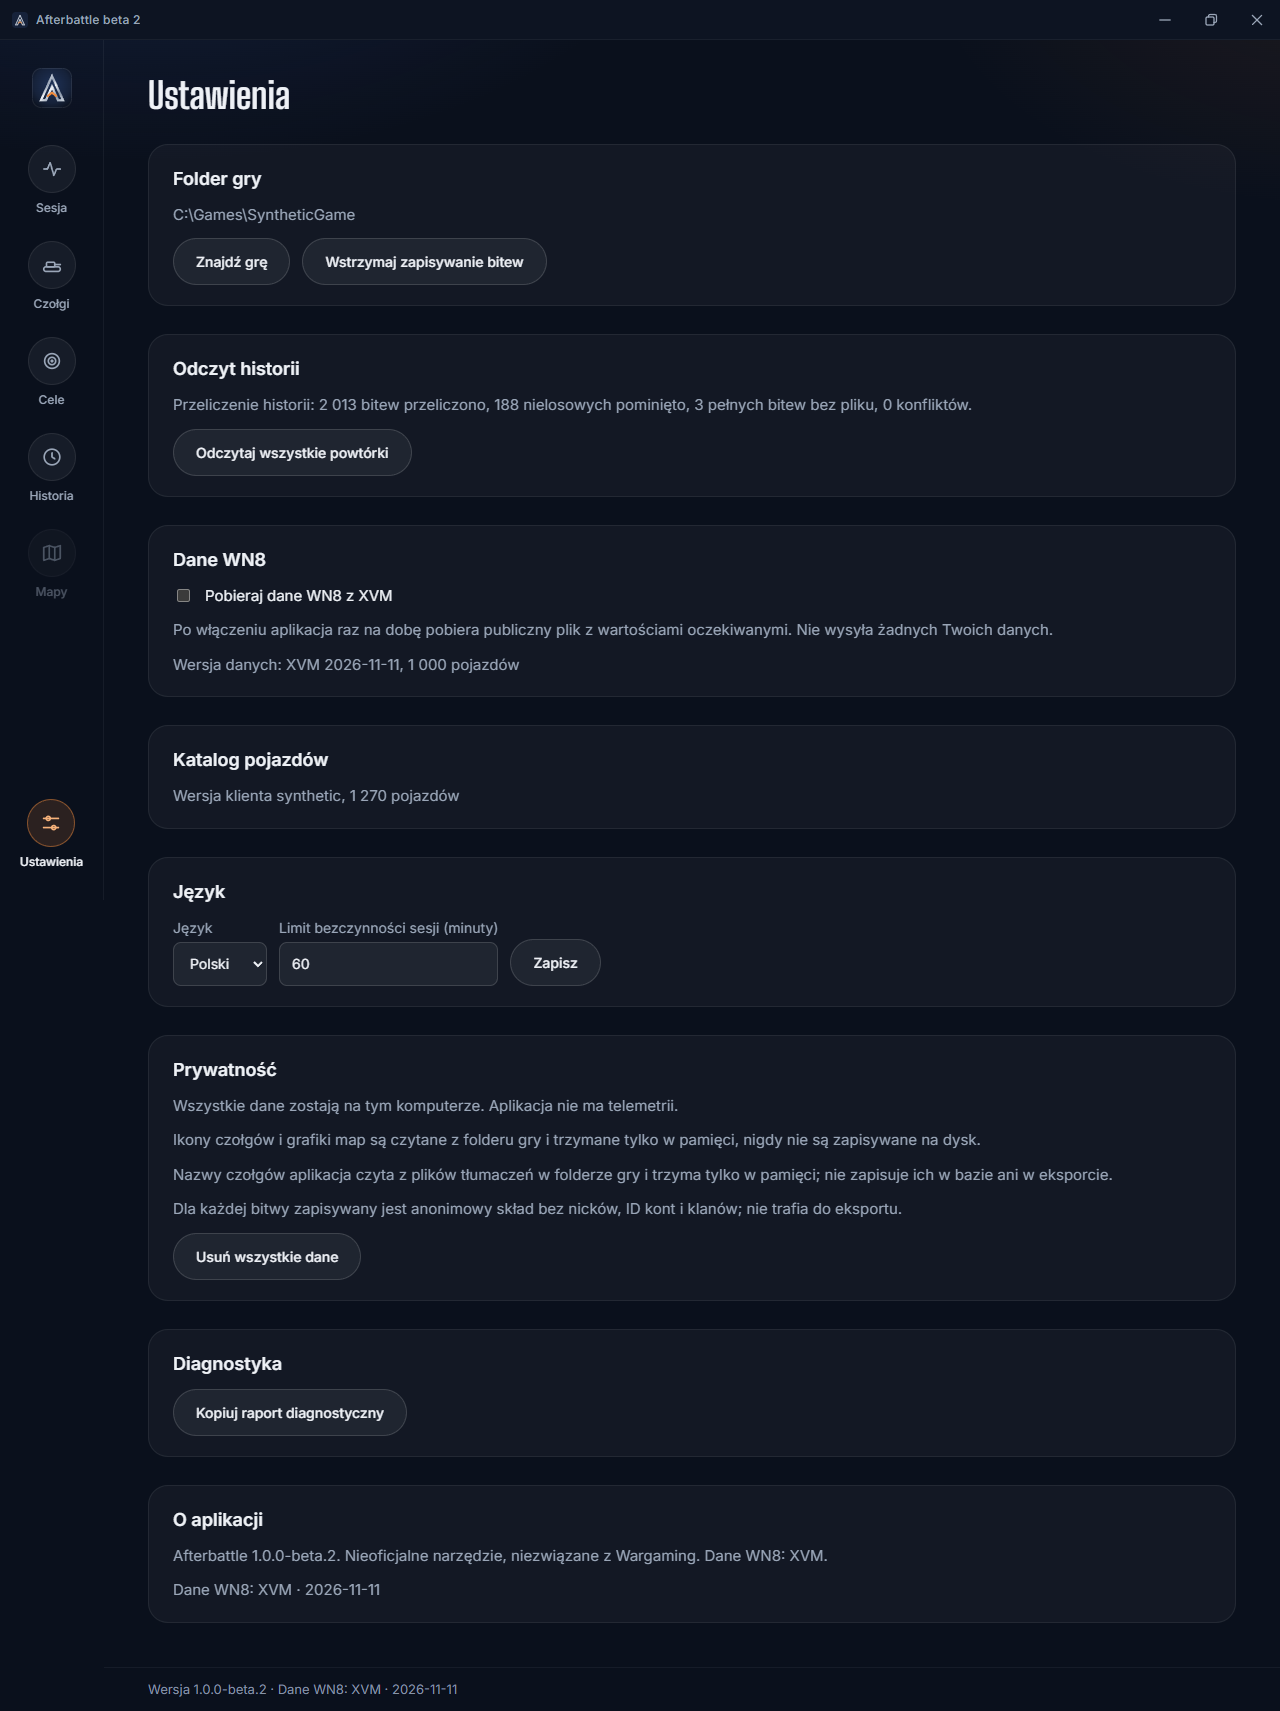 Afterbattle beta 2
Ustawienia
Sesja
Czołgi
Cele
Historia
Mapy
Ustawienia
Folder gry
C:\Games\SyntheticGame
Znajdź grę
Wstrzymaj zapisywanie bitew
Odczyt historii
Przeliczenie historii: 2 013 bitew przeliczono, 188 nielosowych pominięto, 3 pełnych bitew bez pliku, 0 konfliktów.
Odczytaj wszystkie powtórki
Dane WN8
Pobieraj dane WN8 z XVM
Po włączeniu aplikacja raz na dobę pobiera publiczny plik z wartościami oczekiwanymi. Nie wysyła żadnych Twoich danych.
Wersja danych: XVM 2026-11-11, 1 000 pojazdów
Katalog pojazdów
Wersja klienta synthetic, 1 270 pojazdów
Język
Język
Limit bezczynności sesji (minuty)
Polski
60
Zapisz
Prywatność
Wszystkie dane zostają na tym komputerze. Aplikacja nie ma telemetrii.
Ikony czołgów i grafiki map są czytane z folderu gry i trzymane tylko w pamięci, nigdy nie są zapisywane na dysk.
Nazwy czołgów aplikacja czyta z plików tłumaczeń w folderze gry i trzyma tylko w pamięci; nie zapisuje ich w bazie ani w eksporcie.
Dla każdej bitwy zapisywany jest anonimowy skład bez nicków, ID kont i klanów; nie trafia do eksportu.
Usuń wszystkie dane
Diagnostyka
Kopiuj raport diagnostyczny
O aplikacji
Afterbattle 1.0.0-beta.2. Nieoficjalne narzędzie, niezwiązane z Wargaming. Dane WN8: XVM.
Dane WN8: XVM · 2026-11-11
Wersja 1.0.0-beta.2 · Dane WN8: XVM · 2026-11-11